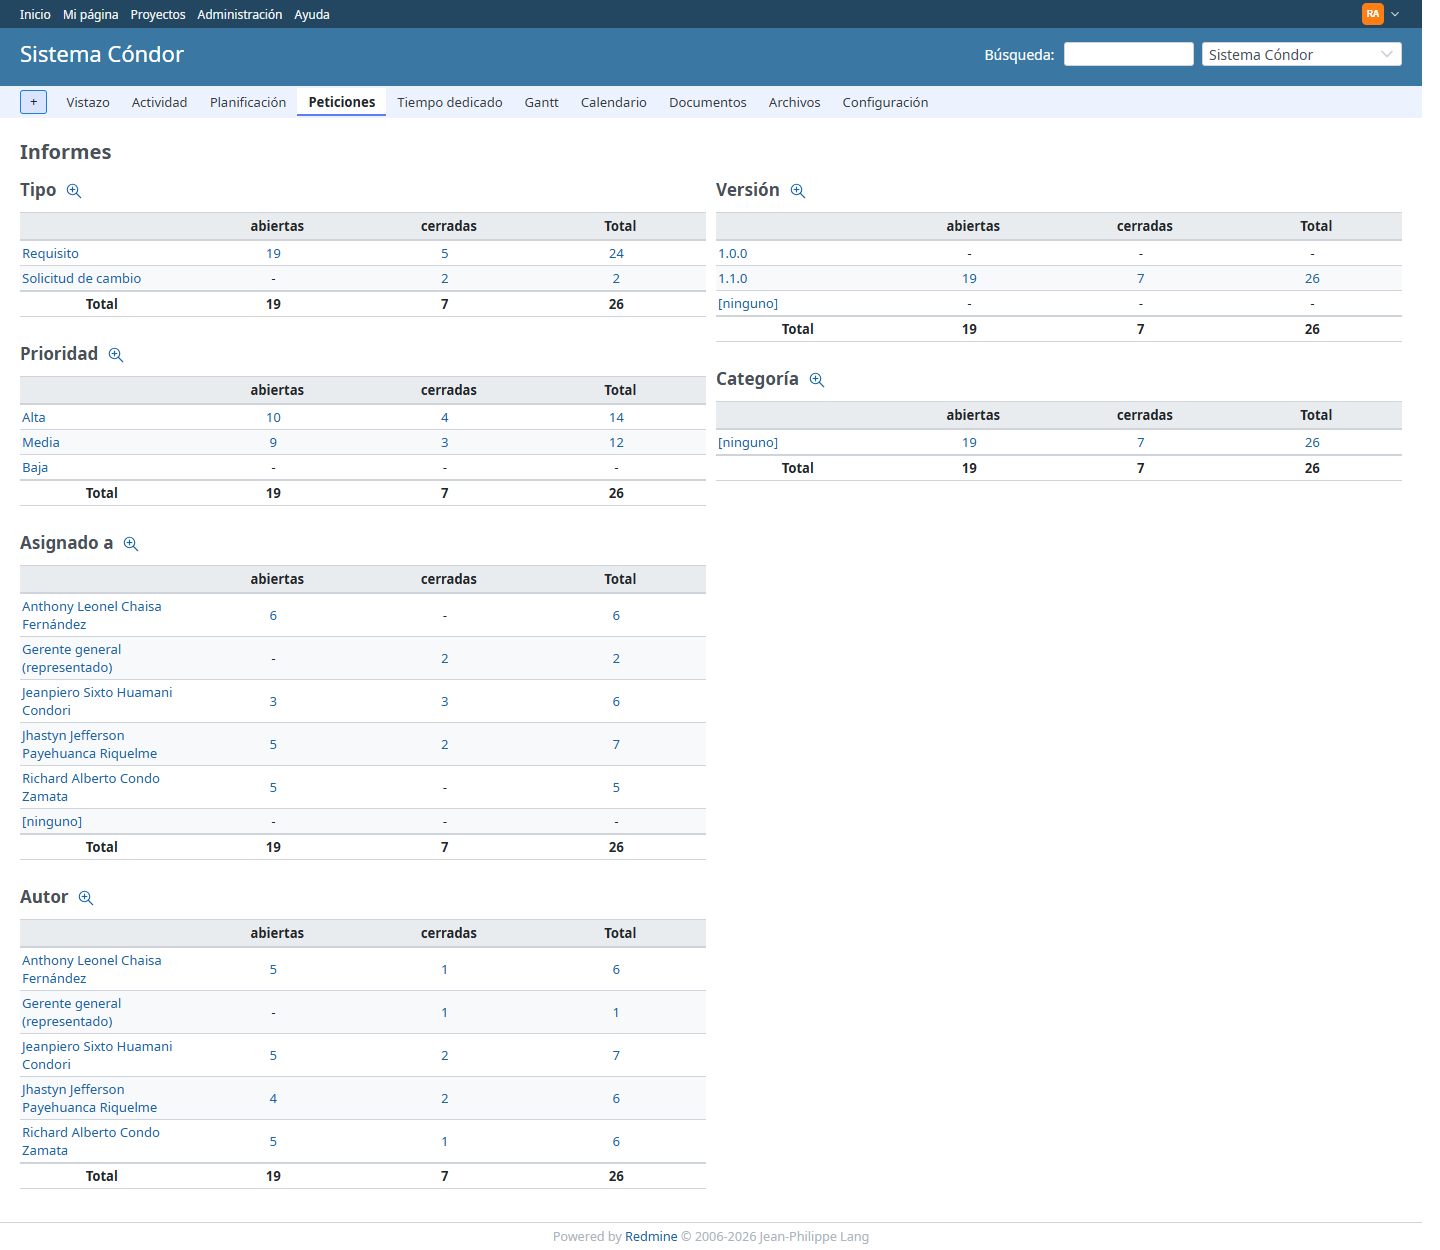 Inicio Mi página Proyectos Administración Ayuda RA
Sistema Cóndor Búsqueda: Sistema Cóndor
+ Vistazo Actividad Planificación Peticiones Tiempo dedicado Gantt Calendario Documentos Archivos Configuración
Informes
Tipo
abiertas cerradas Total
Requisito 19 5 24
Solicitud de cambio - 2 2
Total 19 7 26
Prioridad
abiertas cerradas Total
Alta 10 4 14
Media 9 3 12
Baja - - -
Total 19 7 26
Asignado a
abiertas cerradas Total
Anthony Leonel Chaisa
Fernández 6 - 6
Gerente general
(representado) - 2 2
Jeanpiero Sixto Huamani
Condori 3 3 6
Jhastyn Jefferson
Payehuanca Riquelme 5 2 7
Richard Alberto Condo
Zamata 5 - 5
[ninguno] - - -
Total 19 7 26
Autor
abiertas cerradas Total
Anthony Leonel Chaisa
Fernández 5 1 6
Gerente general
(representado) - 1 1
Jeanpiero Sixto Huamani
Condori 5 2 7
Jhastyn Jefferson
Payehuanca Riquelme 4 2 6
Richard Alberto Condo
Zamata 5 1 6
Total 19 7 26
Versión
abiertas cerradas Total
1.0.0 - - -
1.1.0 19 7 26
[ninguno] - - -
Total 19 7 26
Categoría
abiertas cerradas Total
[ninguno] 19 7 26
Total 19 7 26
Powered by Redmine © 2006-2026 Jean-Philippe Lang